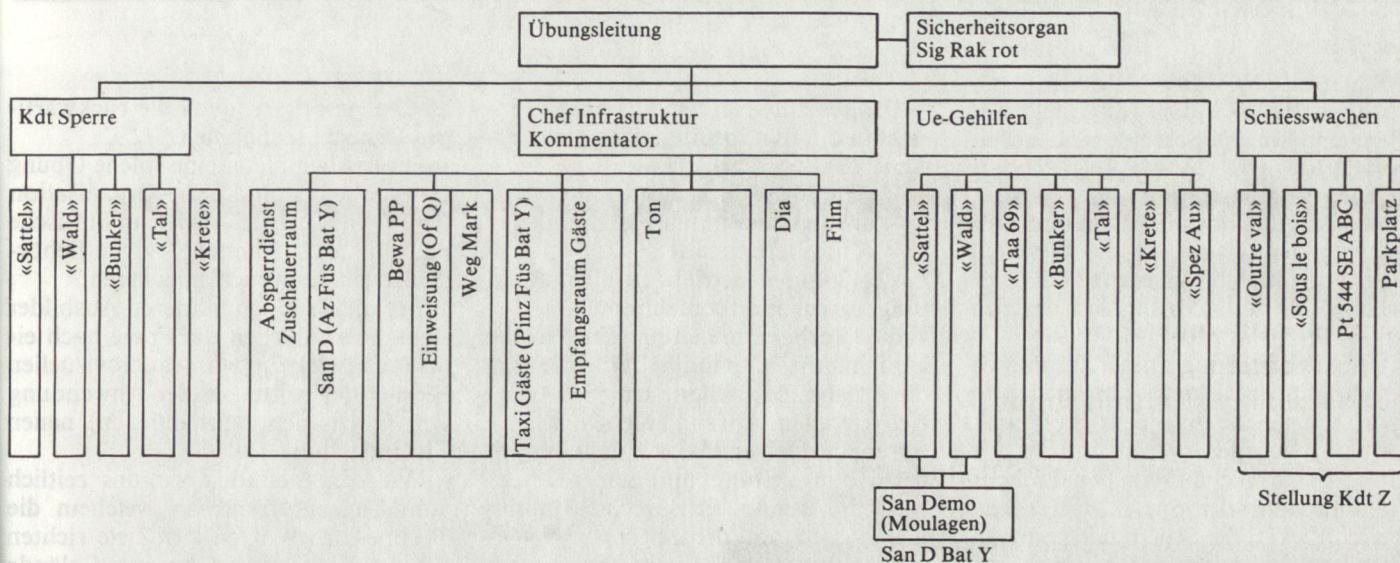 Übungsleitung
Sicherheitsorgan
Sig Rak rot
Kdt Sperre
Chef Infrastruktur
Kommentator
Ue-Gehilfen
Schiesswachen
«Sattel»
«Wald»
«Bunker»
«Tal»
«Krete»
Absperrdienst
Zuschauerraum
San D (Az Füs Bat Y)
Bewa PP
Einweisung (Of Q)
Weg Mark
Taxi Gäste (Pinz Füs Bat Y)
Empfangsraum Gäste
Ton
Dia
Film
«Sattel»
«Wald»
«Taa 69»
«Bunker»
«Tal»
«Krete»
«Spez Au»
«Outre val»
«Sous le bois»
Pt 544 SE ABC
Parkplatz
San Demo
(Moulagen)
San D Bat Y
Stellung Kdt Z